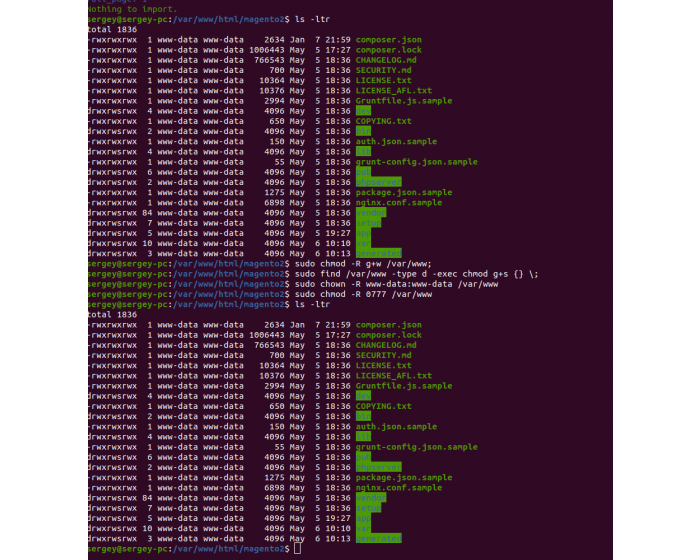 Nothing to import.
sergey@sergey-pc:/var/www/html/magento2$ ls -ltr
total 1836
-rwxrwxrwx 1 www-data www-data 2634 Jan 7 21:59 composer.json
-rwxrwxrwx 1 www-data www-data 1006443 May 5 17:27 composer.lock
-rwxrwxrwx 1 www-data www-data 766543 May 5 18:36 CHANGELOG.md
-rwxrwxrwx 1 www-data www-data 700 May 5 18:36 SECURITY.md
-rwxrwxrwx 1 www-data www-data 10364 May 5 18:36 LICENSE.txt
-rwxrwxrwx 1 www-data www-data 10376 May 5 18:36 LICENSE_AFL.txt
-rwxrwxrwx 1 www-data www-data 2994 May 5 18:36 Gruntfile.js.sample
drwxrwsrwx 4 www-data www-data 4096 May 5 18:36 dev
-rwxrwxrwx 1 www-data www-data 650 May 5 18:36 COPYING.txt
drwxrwsrwx 2 www-data www-data 4096 May 5 18:36 bin
-rwxrwxrwx 1 www-data www-data 150 May 5 18:36 auth.json.sample
drwxrwsrwx 4 www-data www-data 4096 May 5 18:36 lib
-rwxrwxrwx 1 www-data www-data 55 May 5 18:36 grunt-config.json.sample
drwxrwsrwx 6 www-data www-data 4096 May 5 18:36 pub
drwxrwsrwx 2 www-data www-data 4096 May 5 18:36 phpserver
-rwxrwxrwx 1 www-data www-data 1275 May 5 18:36 package.json.sample
-rwxrwxrwx 1 www-data www-data 6898 May 5 18:36 nginx.conf.sample
drwxrwsrwx 84 www-data www-data 4096 May 5 18:36 vendor
drwxrwsrwx 7 www-data www-data 4096 May 5 18:36 setup
drwxrwsrwx 5 www-data www-data 4096 May 5 19:27 app
drwxrwsrwx 10 www-data www-data 4096 May 6 10:10 var
drwxrwsrwx 3 www-data www-data 4096 May 6 10:13 generated
sergey@sergey-pc:/var/www/html/magento2$ sudo chmod -R g+w /var/www;
sergey@sergey-pc:/var/www/html/magento2$ sudo find /var/www -type d -exec chmod g+s {} \;
sergey@sergey-pc:/var/www/html/magento2$ sudo chown -R www-data:www-data /var/www
sergey@sergey-pc:/var/www/html/magento2$ sudo chmod -R 0777 /var/www
sergey@sergey-pc:/var/www/html/magento2$ ls -ltr
total 1836
-rwxrwxrwx 1 www-data www-data 2634 Jan 7 21:59 composer.json
-rwxrwxrwx 1 www-data www-data 1006443 May 5 17:27 composer.lock
-rwxrwxrwx 1 www-data www-data 766543 May 5 18:36 CHANGELOG.md
-rwxrwxrwx 1 www-data www-data 700 May 5 18:36 SECURITY.md
-rwxrwxrwx 1 www-data www-data 10364 May 5 18:36 LICENSE.txt
-rwxrwxrwx 1 www-data www-data 10376 May 5 18:36 LICENSE_AFL.txt
-rwxrwxrwx 1 www-data www-data 2994 May 5 18:36 Gruntfile.js.sample
drwxrwsrwx 4 www-data www-data 4096 May 5 18:36 dev
-rwxrwxrwx 1 www-data www-data 650 May 5 18:36 COPYING.txt
drwxrwsrwx 2 www-data www-data 4096 May 5 18:36 bin
-rwxrwxrwx 1 www-data www-data 150 May 5 18:36 auth.json.sample
drwxrwsrwx 4 www-data www-data 4096 May 5 18:36 lib
-rwxrwxrwx 1 www-data www-data 55 May 5 18:36 grunt-config.json.sample
drwxrwsrwx 6 www-data www-data 4096 May 5 18:36 pub
drwxrwsrwx 2 www-data www-data 4096 May 5 18:36 phpserver
-rwxrwxrwx 1 www-data www-data 1275 May 5 18:36 package.json.sample
-rwxrwxrwx 1 www-data www-data 6898 May 5 18:36 nginx.conf.sample
drwxrwsrwx 84 www-data www-data 4096 May 5 18:36 vendor
drwxrwsrwx 7 www-data www-data 4096 May 5 18:36 setup
drwxrwsrwx 5 www-data www-data 4096 May 5 19:27 app
drwxrwsrwx 10 www-data www-data 4096 May 6 10:10 var
drwxrwsrwx 3 www-data www-data 4096 May 6 10:13 generated
sergey@sergey-pc:/var/www/html/magento2$